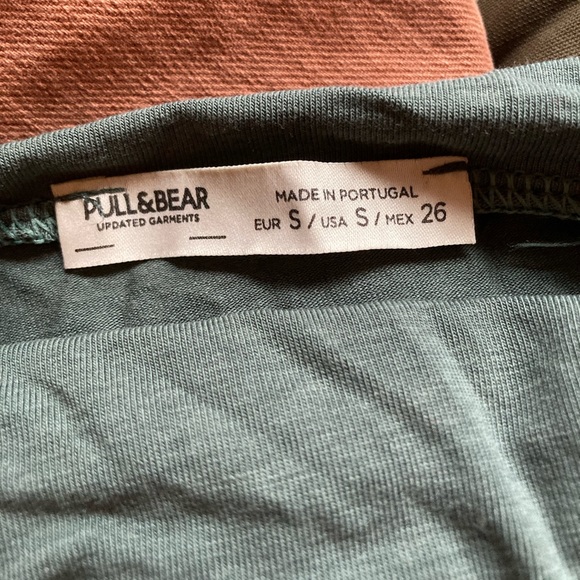 PULL&BEAR
UPDATED GARMENTS
MADE IN PORTUGAL
EUR S / USA S / MEX 26